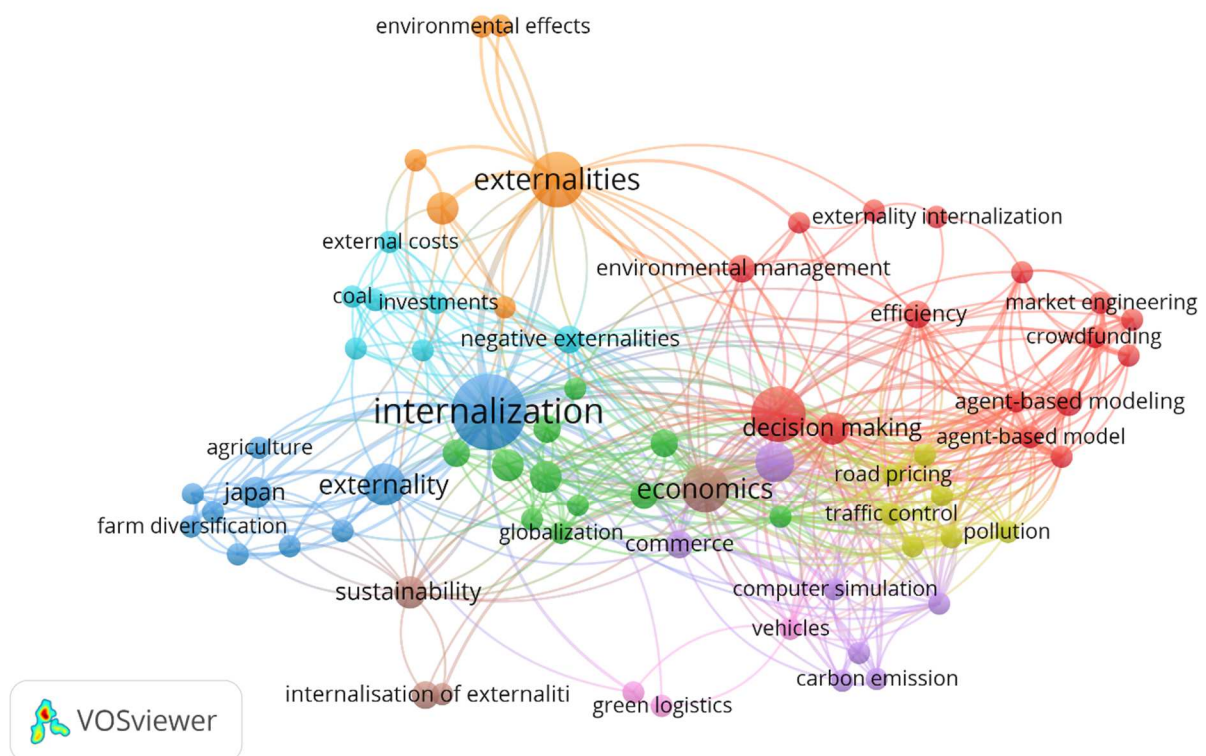 environmental effects
externalities
externality internalization
external costs
environmental management
coal
investments
market engineering
efficiency
crowdfunding
negative externalities
internalization
agent-based modeling
decision making
agent-based model
agriculture
road pricing
externality
economics
japan
traffic control
farm diversification
globalization
pollution
commerce
computer simulation
sustainability
vehicles
carbon emission
internalisation of externaliti
green logistics
VOSviewer